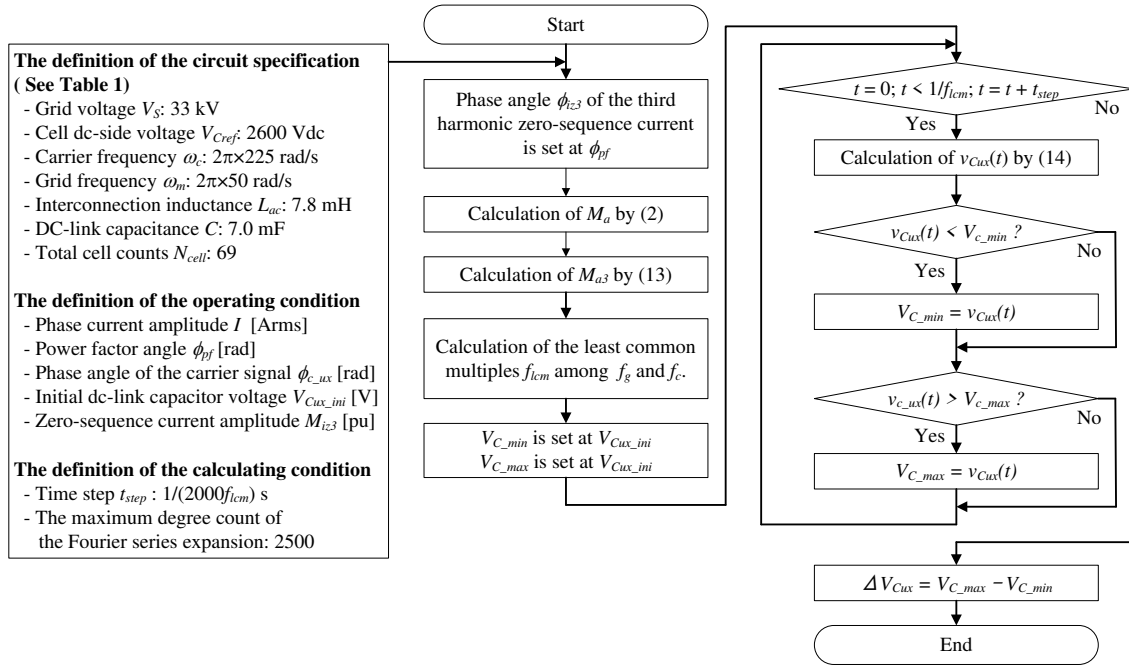 Start
The definition of the circuit specification
( See Table 1)
- Grid voltage V_S: 33 kV
- Cell dc-side voltage V_Cref: 2600 Vdc
- Carrier frequency ω_c: 2π×225 rad/s
- Grid frequency ω_m: 2π×50 rad/s
- Interconnection inductance L_ac: 7.8 mH
- DC-link capacitance C: 7.0 mF
- Total cell counts N_cell: 69
The definition of the operating condition
- Phase current amplitude I [Arms]
- Power factor angle ϕ_pf [rad]
- Phase angle of the carrier signal ϕ_c_ux [rad]
- Initial dc-link capacitor voltage V_Cux_ini [V]
- Zero-sequence current amplitude M_iz3 [pu]
The definition of the calculating condition
- Time step t_step : 1/(2000f_lcm) s
- The maximum degree count of
the Fourier series expansion: 2500
Phase angle ϕ_iz3 of the third
harmonic zero-sequence current
is set at ϕ_pf
Calculation of M_a by (2)
Calculation of M_a3 by (13)
Calculation of the least common
multiples f_lcm among f_g and f_c.
V_C_min is set at V_Cux_ini
V_C_max is set at V_Cux_ini
t = 0; t < 1/f_lcm; t = t + t_step
No
Yes
Calculation of v_Cux(t) by (14)
v_Cux(t) < V_c_min ?
No
Yes
V_C_min = v_Cux(t)
v_c_ux(t) > V_c_max ?
No
Yes
V_C_max = v_Cux(t)
ΔV_Cux = V_C_max − V_C_min
End